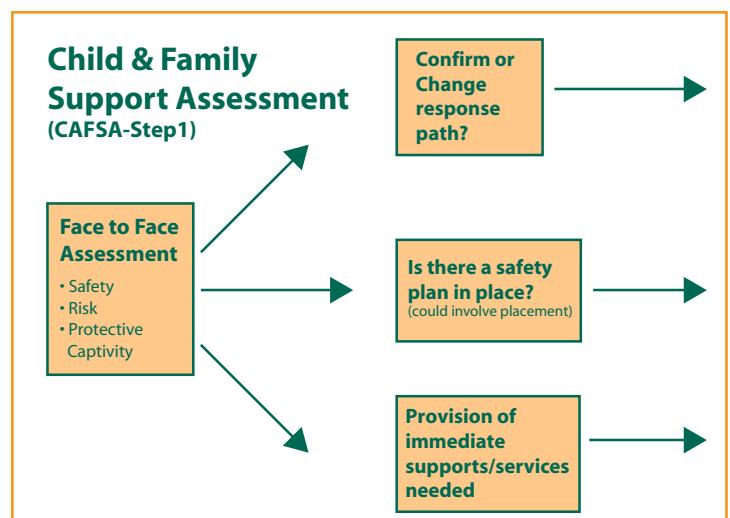 Child & Family
Support Assessment
(CAFSA-Step1)
Face to Face
Assessment
• Safety
• Risk
• Protective
Captivity
Confirm or
Change
response
path?
Is there a safety
plan in place?
(could involve placement)
Provision of
immediate
supports/services
needed